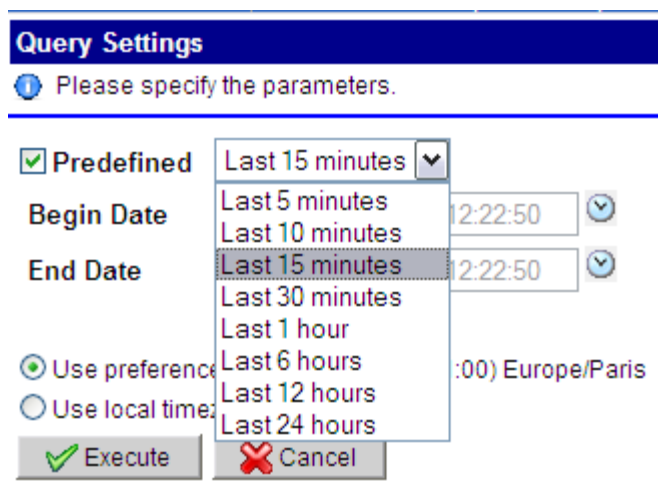 Query Settings
Please specify the parameters.
Predefined Last 15 minutes
Last 5 minutes
Begin Date 12:22:50
Last 10 minutes
End Date Last 15 minutes 12:22:50
Last 30 minutes
Last 1 hour
Use preference Last 6 hours :00) Europe/Paris
Last 12 hours
Use local
Last 24 hours
Execute Cancel